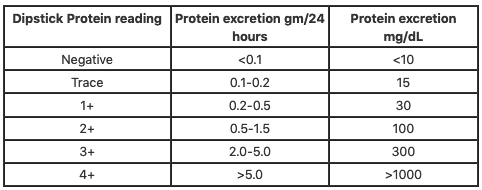 Dipstick Protein reading Protein excretion gm/24 hours Protein excretion mg/dL
Negative <0.1 <10
Trace 0.1-0.2 15
1+ 0.2-0.5 30
2+ 0.5-1.5 100
3+ 2.0-5.0 300
4+ >5.0 >1000